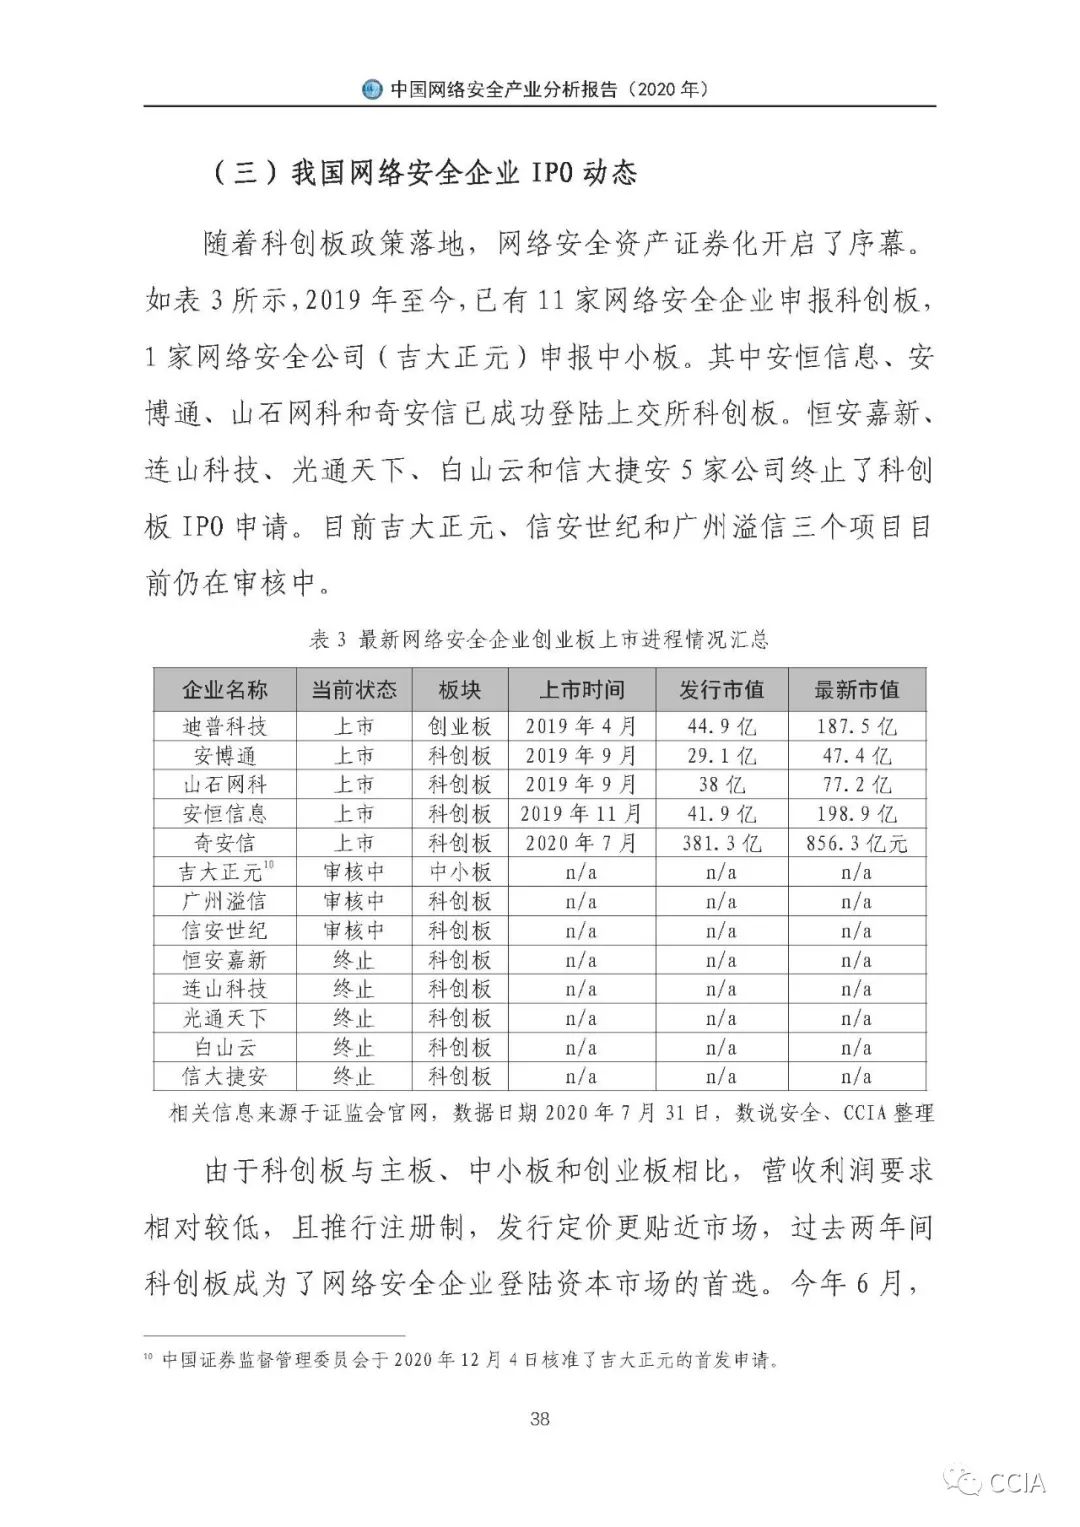 中国网络安全产业分析报告（2020 年）
（三）我国网络安全企业 IPO 动态
随着科创板政策落地，网络安全资产证券化开启了序幕。
如表 3 所示，2019 年至今，已有 11 家网络安全企业申报科创板，
1 家网络安全公司（吉大正元）申报中小板。其中安恒信息、安
博通、山石网科和奇安信已成功登陆上交所科创板。恒安嘉新、
连山科技、光通天下、白山云和信大捷安 5 家公司终止了科创
板 IPO 申请。目前吉大正元、信安世纪和广州溢信三个项目目
前仍在审核中。
表 3 最新网络安全企业创业板上市进程情况汇总
企业名称 当前状态 板块 上市时间 发行市值 最新市值
迪普科技 上市 创业板 2019 年 4 月 44.9 亿 187.5 亿
安博通 上市 科创板 2019 年 9 月 29.1 亿 47.4 亿
山石网科 上市 科创板 2019 年 9 月 38 亿 77.2 亿
安恒信息 上市 科创板 2019 年 11 月 41.9 亿 198.9 亿
奇安信 上市 科创板 2020 年 7 月 381.3 亿 856.3 亿元
吉大正元10 审核中 中小板 n/a n/a n/a
广州溢信 审核中 科创板 n/a n/a n/a
信安世纪 审核中 科创板 n/a n/a n/a
恒安嘉新 终止 科创板 n/a n/a n/a
连山科技 终止 科创板 n/a n/a n/a
光通天下 终止 科创板 n/a n/a n/a
白山云 终止 科创板 n/a n/a n/a
信大捷安 终止 科创板 n/a n/a n/a
相关信息来源于证监会官网，数据日期 2020 年 7 月 31 日，数说安全、CCIA 整理
由于科创板与主板、中小板和创业板相比，营收利润要求
相对较低，且推行注册制，发行定价更贴近市场，过去两年间
科创板成为了网络安全企业登陆资本市场的首选。今年 6 月，
10 中国证券监督管理委员会于 2020 年 12 月 4 日核准了吉大正元的首发申请。
38
CCIA